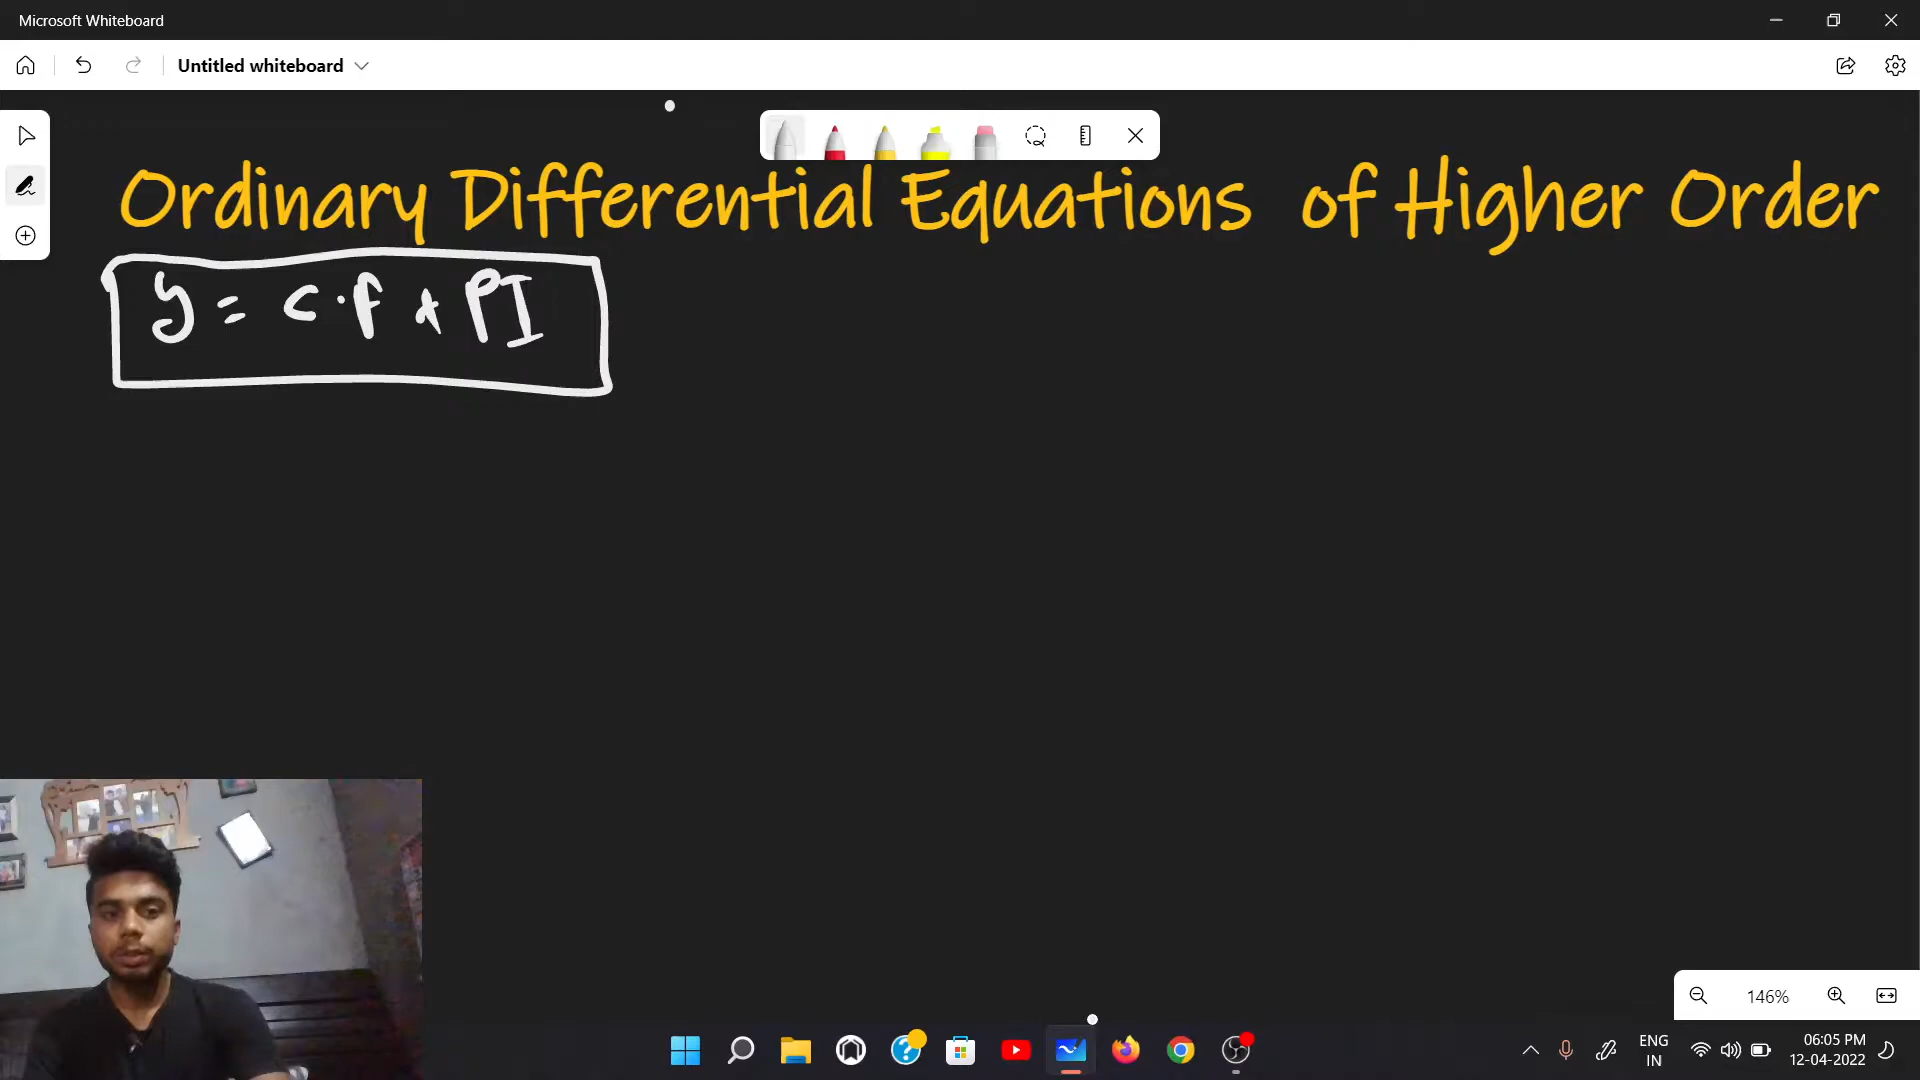 Microsoft Whiteboard
Untitled whiteboard
Ordinary Differential Equations of Higher Order
y = C.F + PI
146%
ENG
IN
06:05 PM
12-04-2022